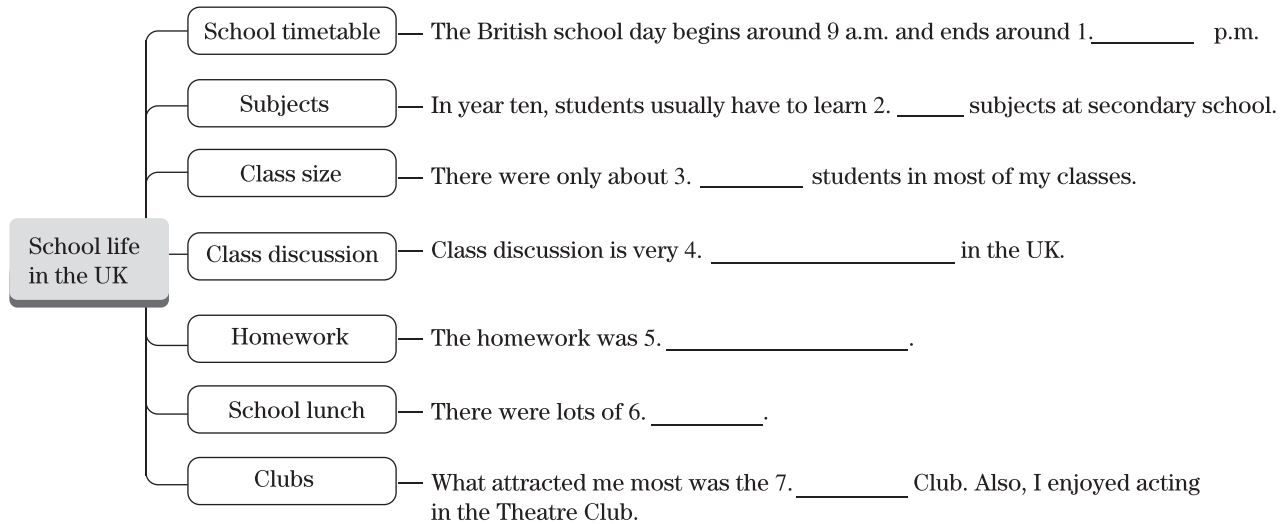 School life
in the UK
School timetable
The British school day begins around 9 a.m. and ends around 1.________ p.m.
Subjects
In year ten, students usually have to learn 2. _____ subjects at secondary school.
Class size
There were only about 3. ________ students in most of my classes.
Class discussion
Class discussion is very 4. ___________________ in the UK.
Homework
The homework was 5. ___________________.
School lunch
There were lots of 6. _________.
Clubs
What attracted me most was the 7. _________ Club. Also, I enjoyed acting
in the Theatre Club.